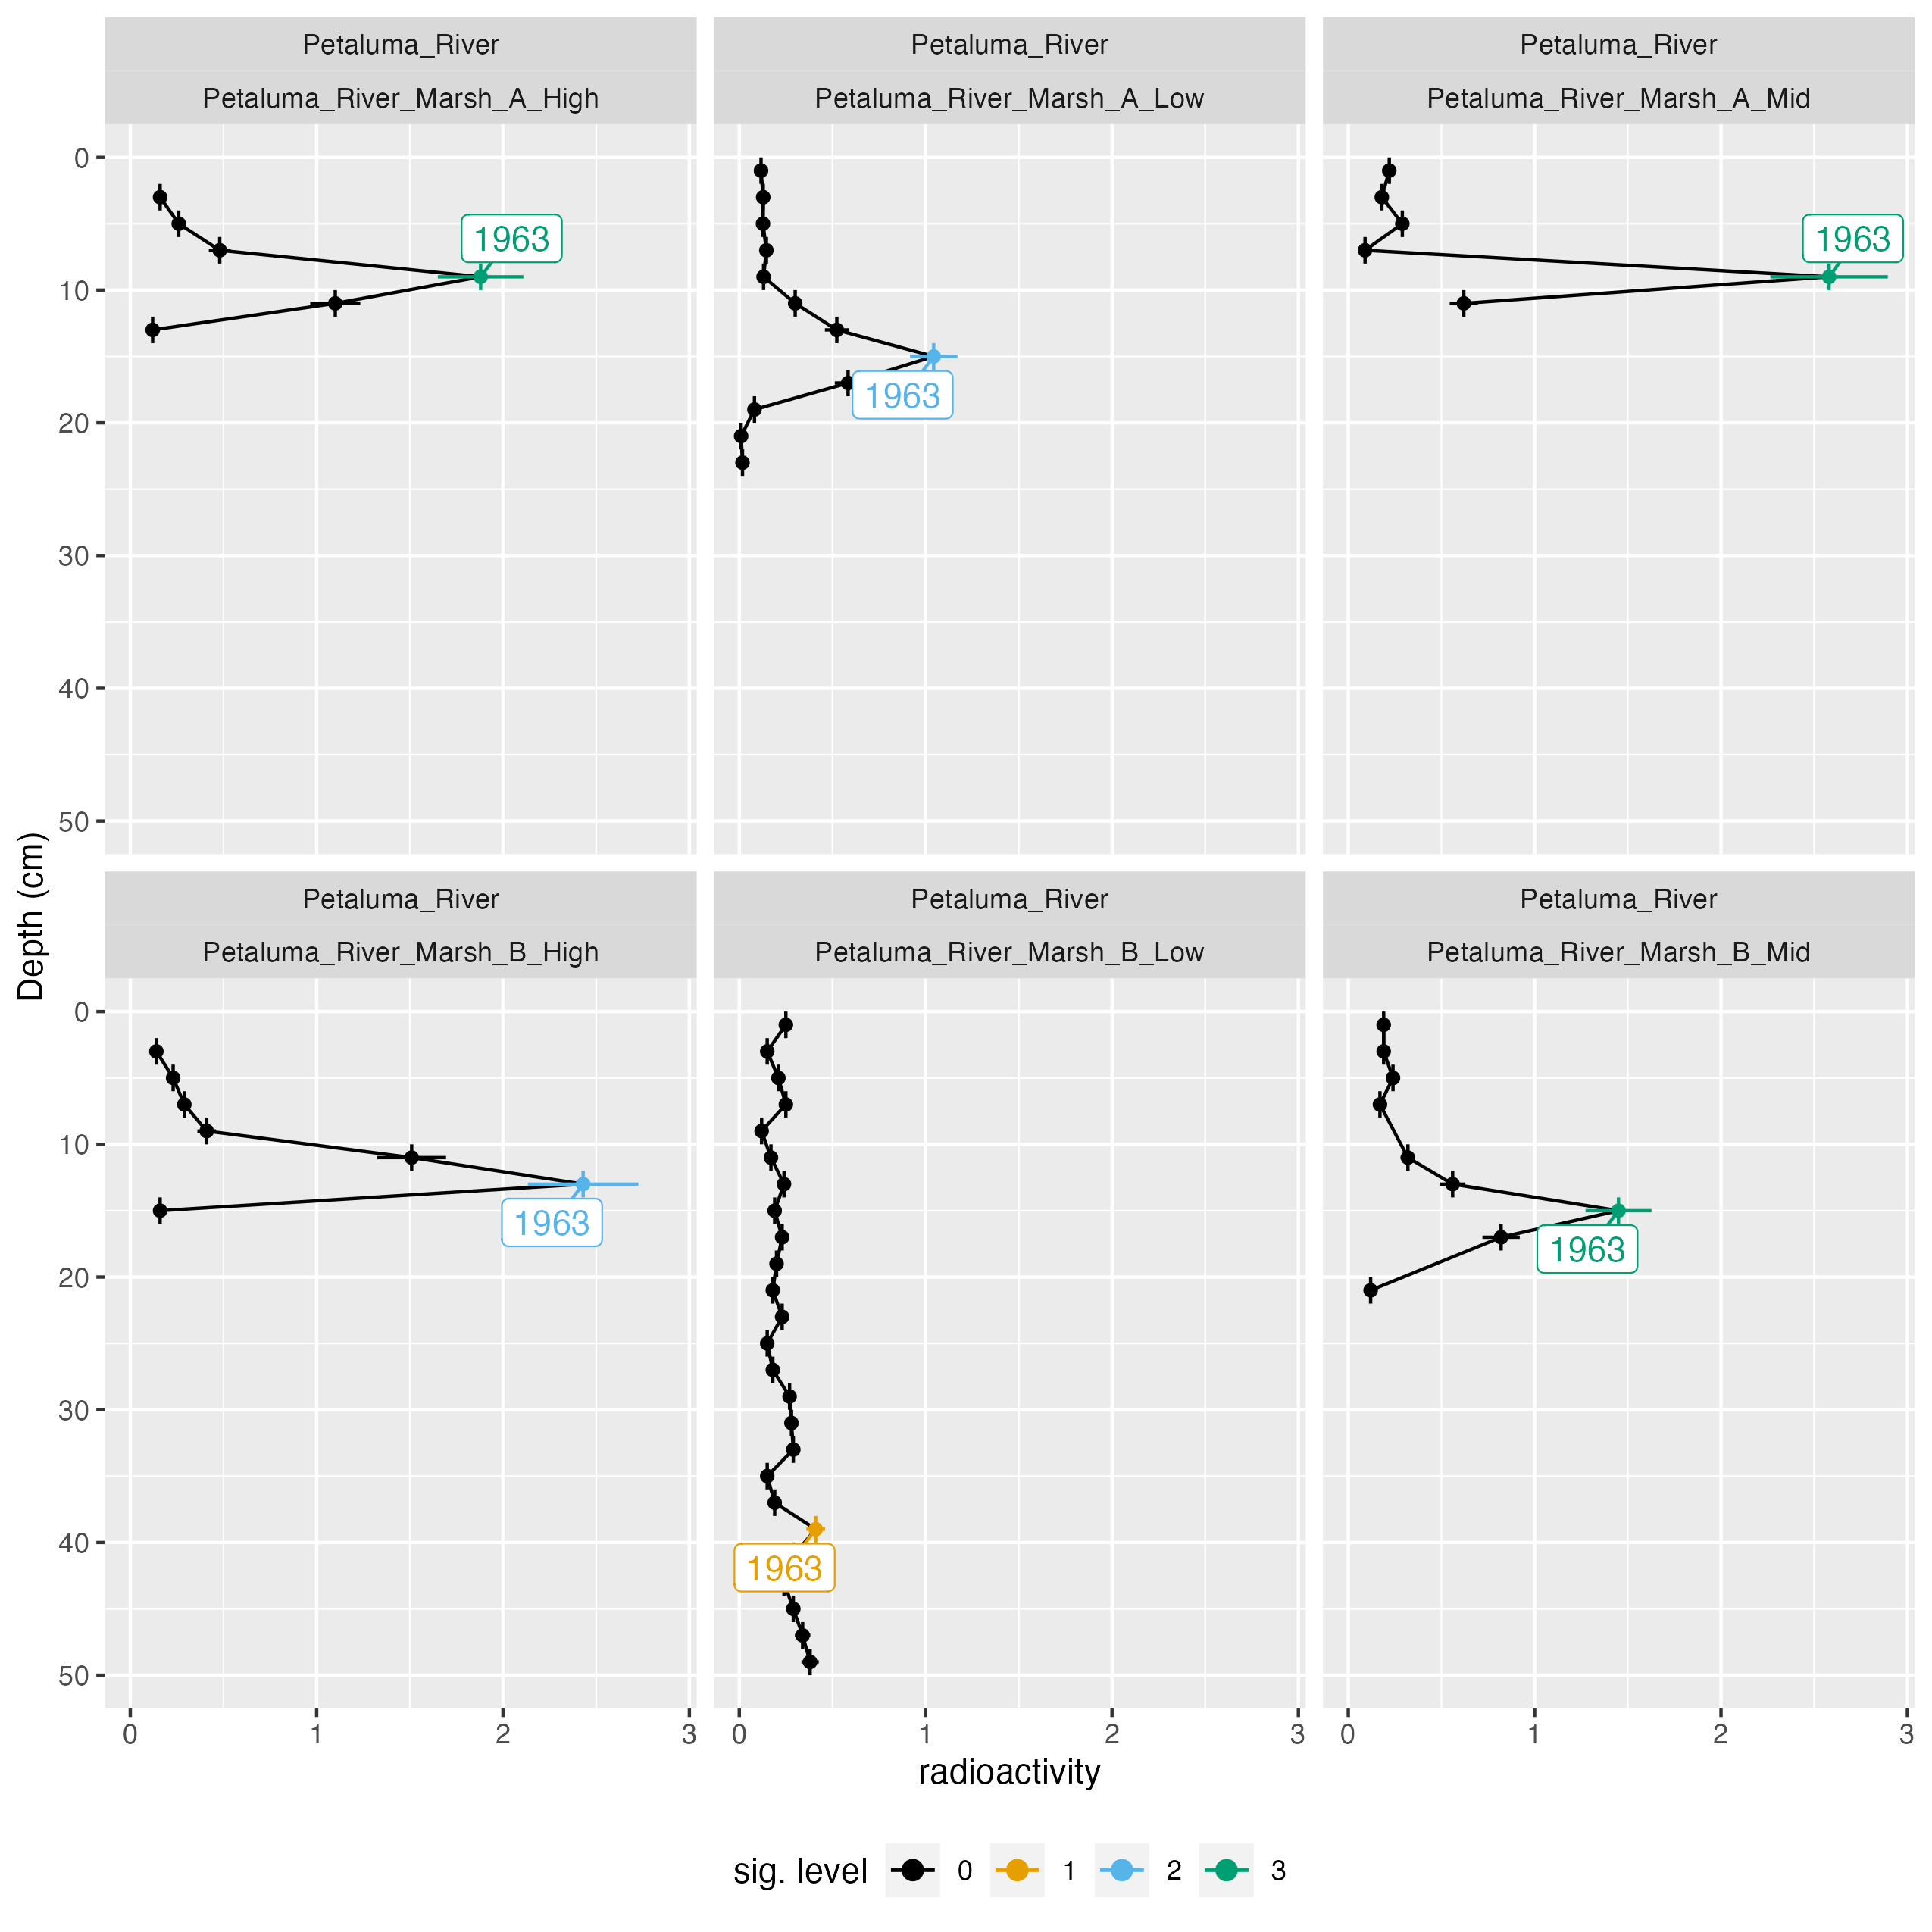 Petaluma_River Petaluma_River Petaluma_River
Petaluma_River_Marsh_A_High Petaluma_River_Marsh_A_Low Petaluma_River_Marsh_A_Mid
0
1963 1963
10
1963
20
30
40
50
Depth (cm)
Petaluma_River Petaluma_River Petaluma_River
Petaluma_River_Marsh_B_High Petaluma_River_Marsh_B_Low Petaluma_River_Marsh_B_Mid
0
10
1963 1963
20
30
40
1963
50
0 1 2 3 0 1 2 3 0 1 2 3
radioactivity
sig. level 0 1 2 3